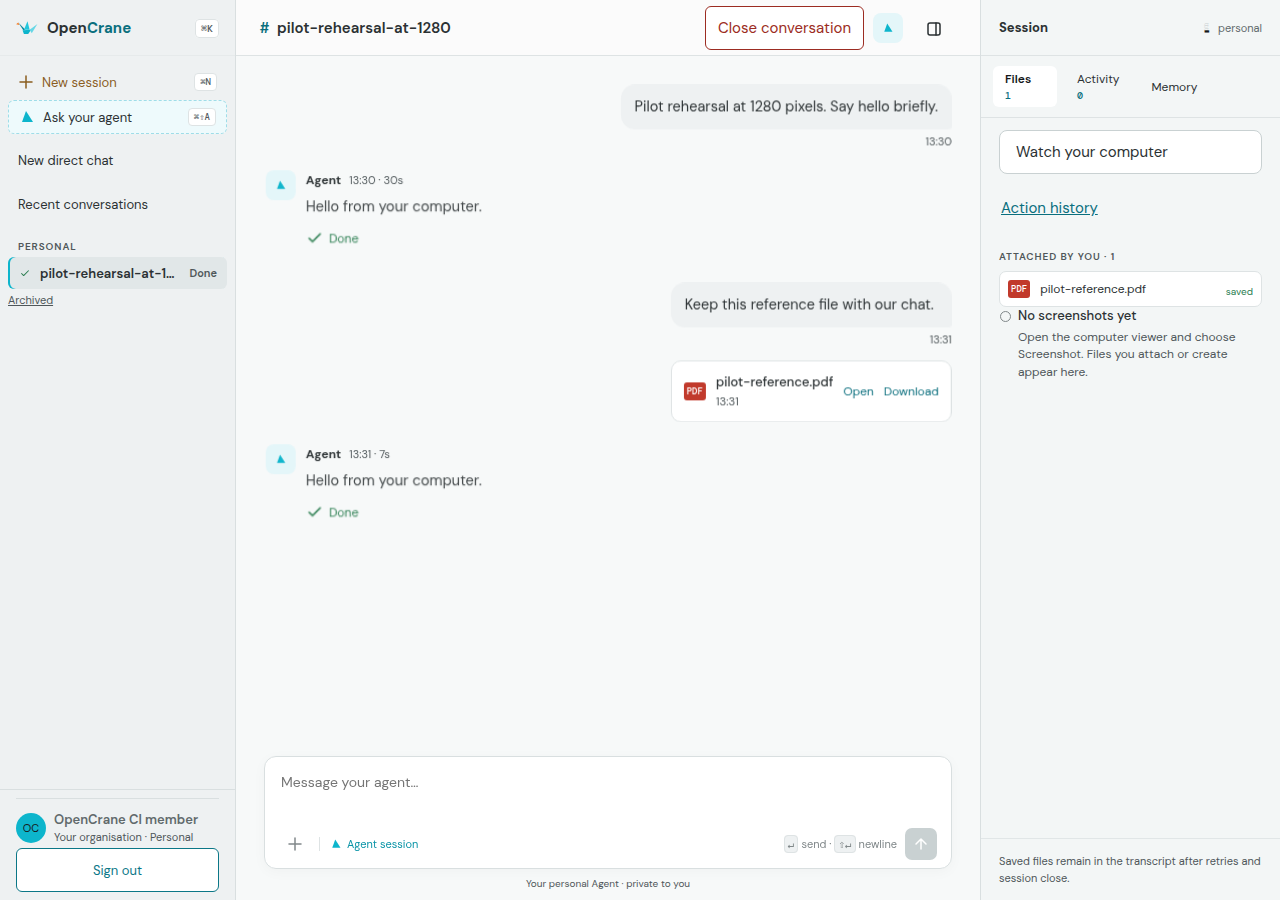 OpenCrane
⌘K
New session
⌘N
Ask your agent
⌘⇧A
New direct chat
Recent conversations
PERSONAL
pilot-rehearsal-at-1...
Done
Archived
OC
OpenCrane CI member
Your organisation · Personal
Sign out
# pilot-rehearsal-at-1280
Close conversation
Pilot rehearsal at 1280 pixels. Say hello briefly.
13:30
Agent 13:30 · 30s
Hello from your computer.
Done
Keep this reference file with our chat.
13:31
PDF
pilot-reference.pdf
13:31
Open Download
Agent 13:31 · 7s
Hello from your computer.
Done
Message your agent...
Agent session
↵ send · ⇧↵ newline
Your personal Agent · private to you
Session
personal
Files
1
Activity
0
Memory
Watch your computer
Action history
ATTACHED BY YOU · 1
PDF pilot-reference.pdf saved
No screenshots yet
Open the computer viewer and choose
Screenshot. Files you attach or create
appear here.
Saved files remain in the transcript after retries and
session close.